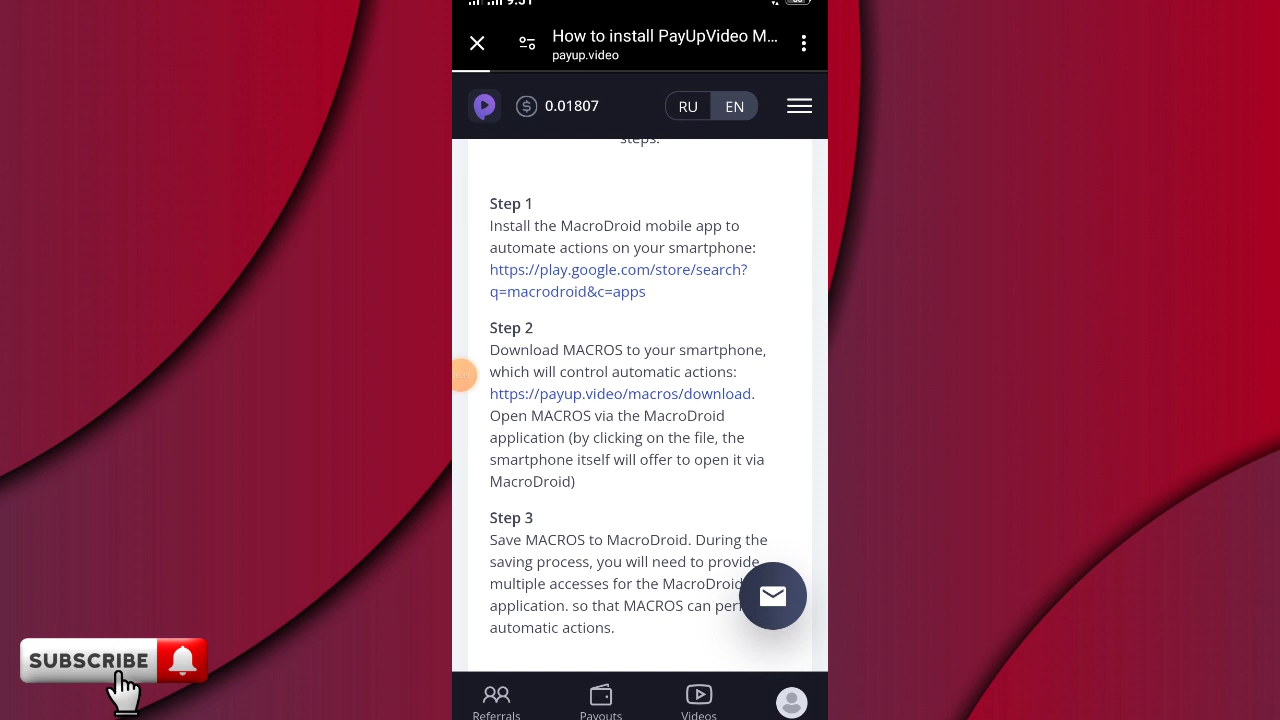 9:31
How to install PayUpVideo M...
payup.video
0.01807
RU
EN
steps.
Step 1
Install the MacroDroid mobile app to
automate actions on your smartphone:
https://play.google.com/store/search?
q=macrodroid&c=apps
Step 2
Download MACROS to your smartphone,
which will control automatic actions:
https://payup.video/macros/download.
Open MACROS via the MacroDroid
application (by clicking on the file, the
smartphone itself will offer to open it via
MacroDroid)
Step 3
Save MACROS to MacroDroid. During the
saving process, you will need to provide
multiple accesses for the MacroDroid
application. so that MACROS can
automatic actions.
SUBSCRIBE
Referrals
Payouts
Videos